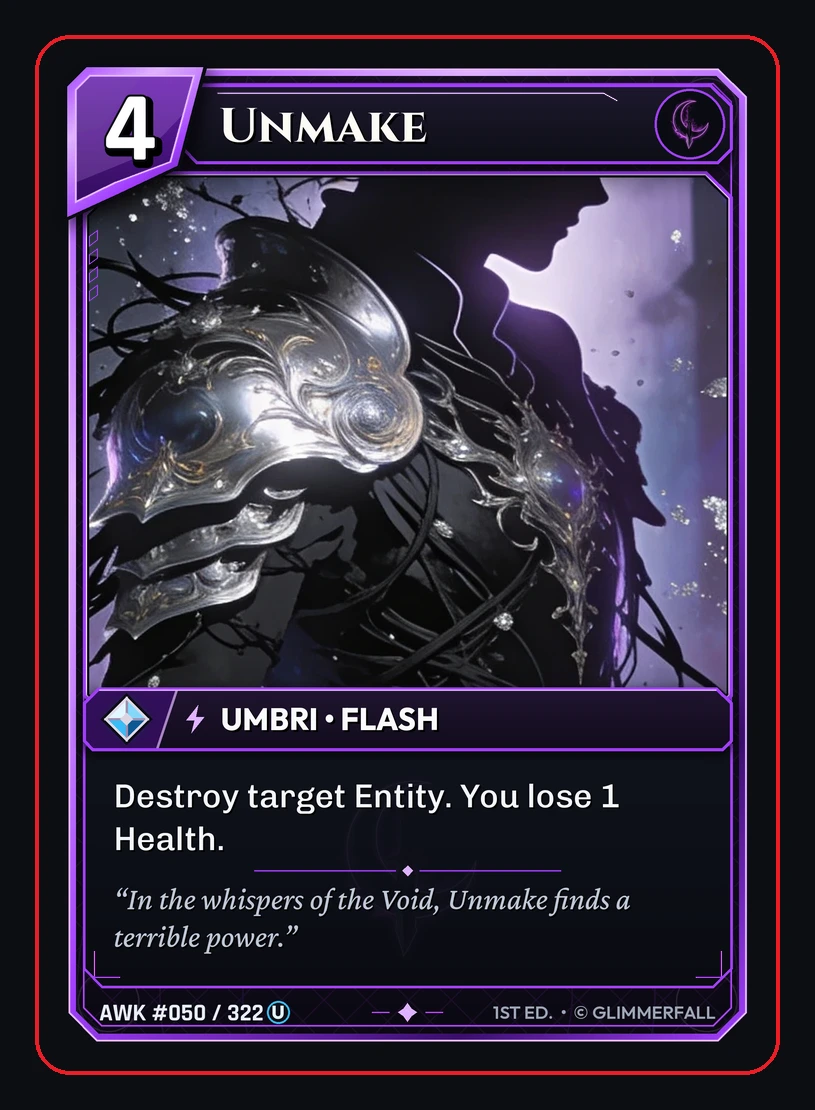 4
UNMAKE
UMBRI • FLASH
Destroy target Entity. You lose 1
Health.
“In the whispers of the Void, Unmake finds a
terrible power.”
AWK #050 / 322 U
1ST ED. • © GLIMMERFALL